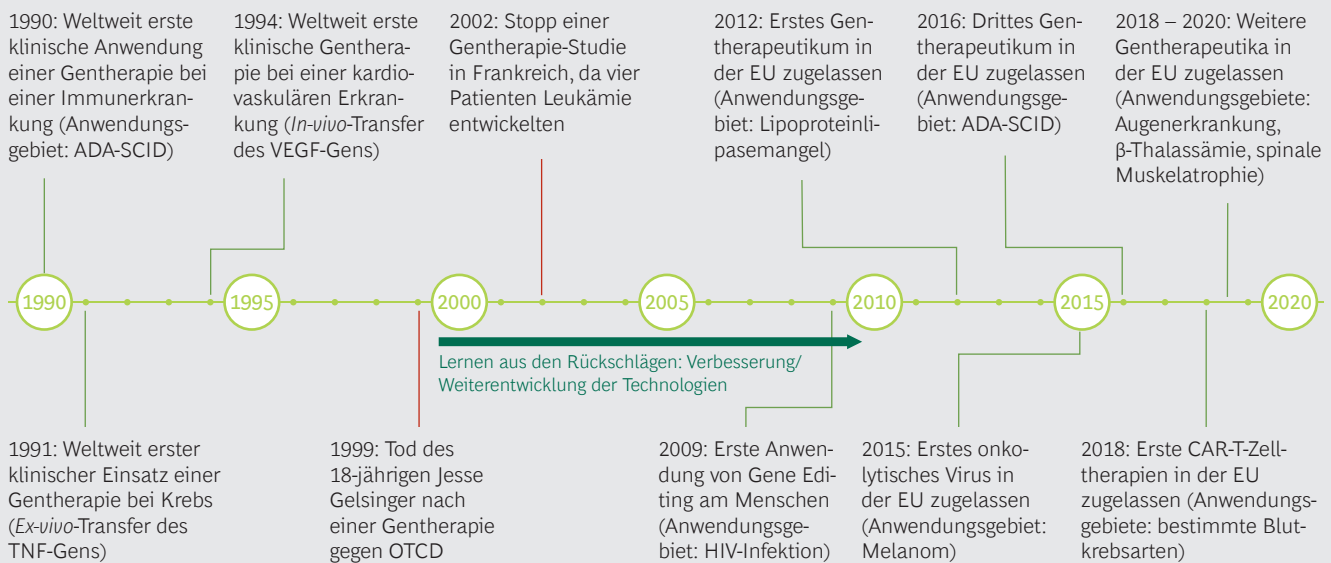 1990: Weltweit erste
klinische Anwendung
einer Gentherapie bei
einer Immunerkran-
kung (Anwendungs-
gebiet: ADA-SCID)
1994: Weltweit erste
klinische Genthera-
pie bei einer kardio-
vaskulären Erkran-
kung (In-vivo-Transfer
des VEGF-Gens)
2002: Stopp einer
Gentherapie-Studie
in Frankreich, da vier
Patienten Leukämie
entwickelten
2012: Erstes Gen-
therapeutikum in
der EU zugelassen
(Anwendungsge-
biet: Lipoproteinli-
pasemangel)
2016: Drittes Gen-
therapeutikum in
der EU zugelassen
(Anwendungsge-
biet: ADA-SCID)
2018 – 2020: Weitere
Gentherapeutika in
der EU zugelassen
(Anwendungsgebiete:
Augenerkrankung,
β-Thalassämie, spinale
Muskelatrophie)
1990
1995
2000
2005
2010
2015
2020
Lernen aus den Rückschlägen: Verbesserung/
Weiterentwicklung der Technologien
1991: Weltweit erster
klinischer Einsatz einer
Gentherapie bei Krebs
(Ex-vivo-Transfer des
TNF-Gens)
1999: Tod des
18-jährigen Jesse
Gelsinger nach
einer Gentherapie
gegen OTCD
2009: Erste Anwen-
dung von Gene Edi-
ting am Menschen
(Anwendungsge-
biet: HIV-Infektion)
2015: Erstes onko-
lytisches Virus in
der EU zugelassen
(Anwendungsgebiet:
Melanom)
2018: Erste CAR-T-Zell-
therapien in der EU
zugelassen (Anwendungs-
gebiete: bestimmte Blut-
krebsarten)